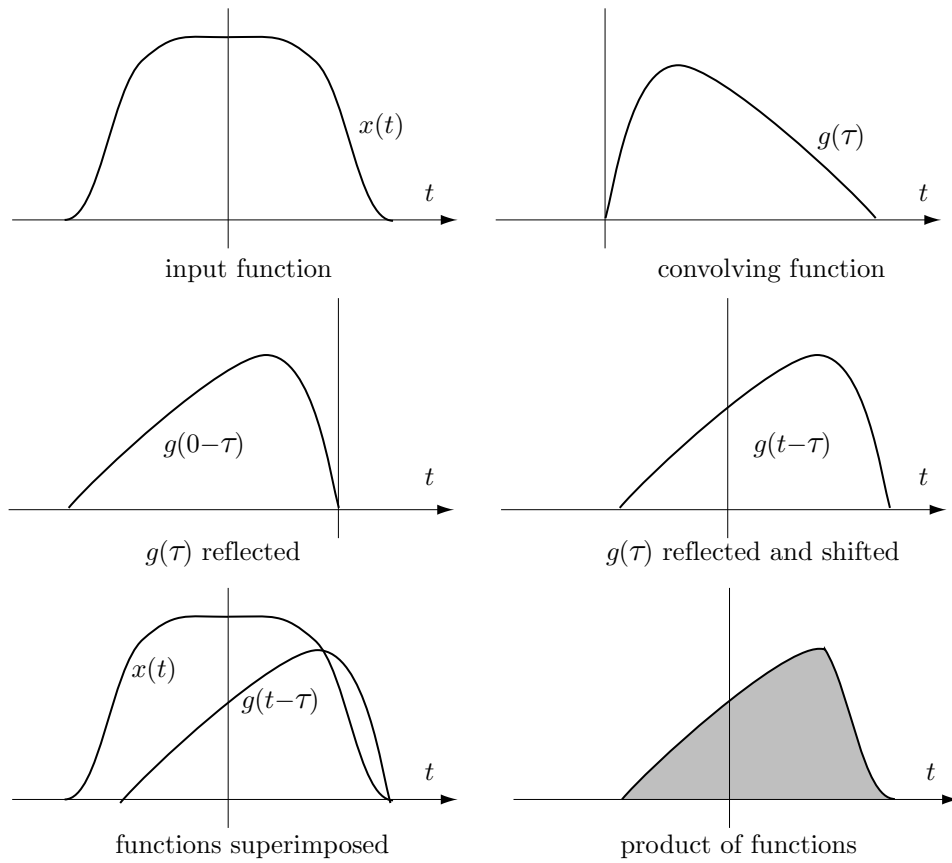 x(t)
t
input function
g(τ)
t
convolving function
g(0−τ)
t
g(τ) reflected
g(t−τ)
t
g(τ) reflected and shifted
x(t)
g(t−τ)
t
functions superimposed
t
product of functions